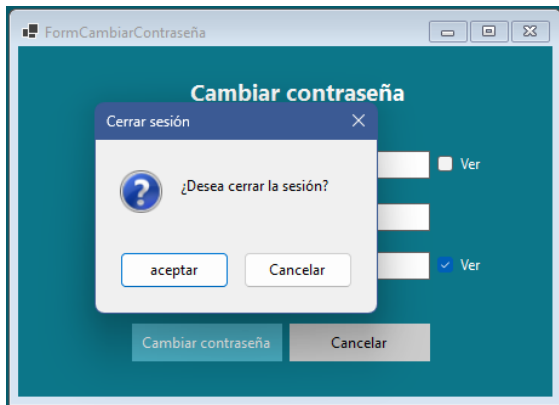 FormCambiarContraseña
Cambiar contraseña
Cerrar sesión
¿Desea cerrar la sesión?
aceptar
Cancelar
Ver
Ver
Cambiar contraseña
Cancelar